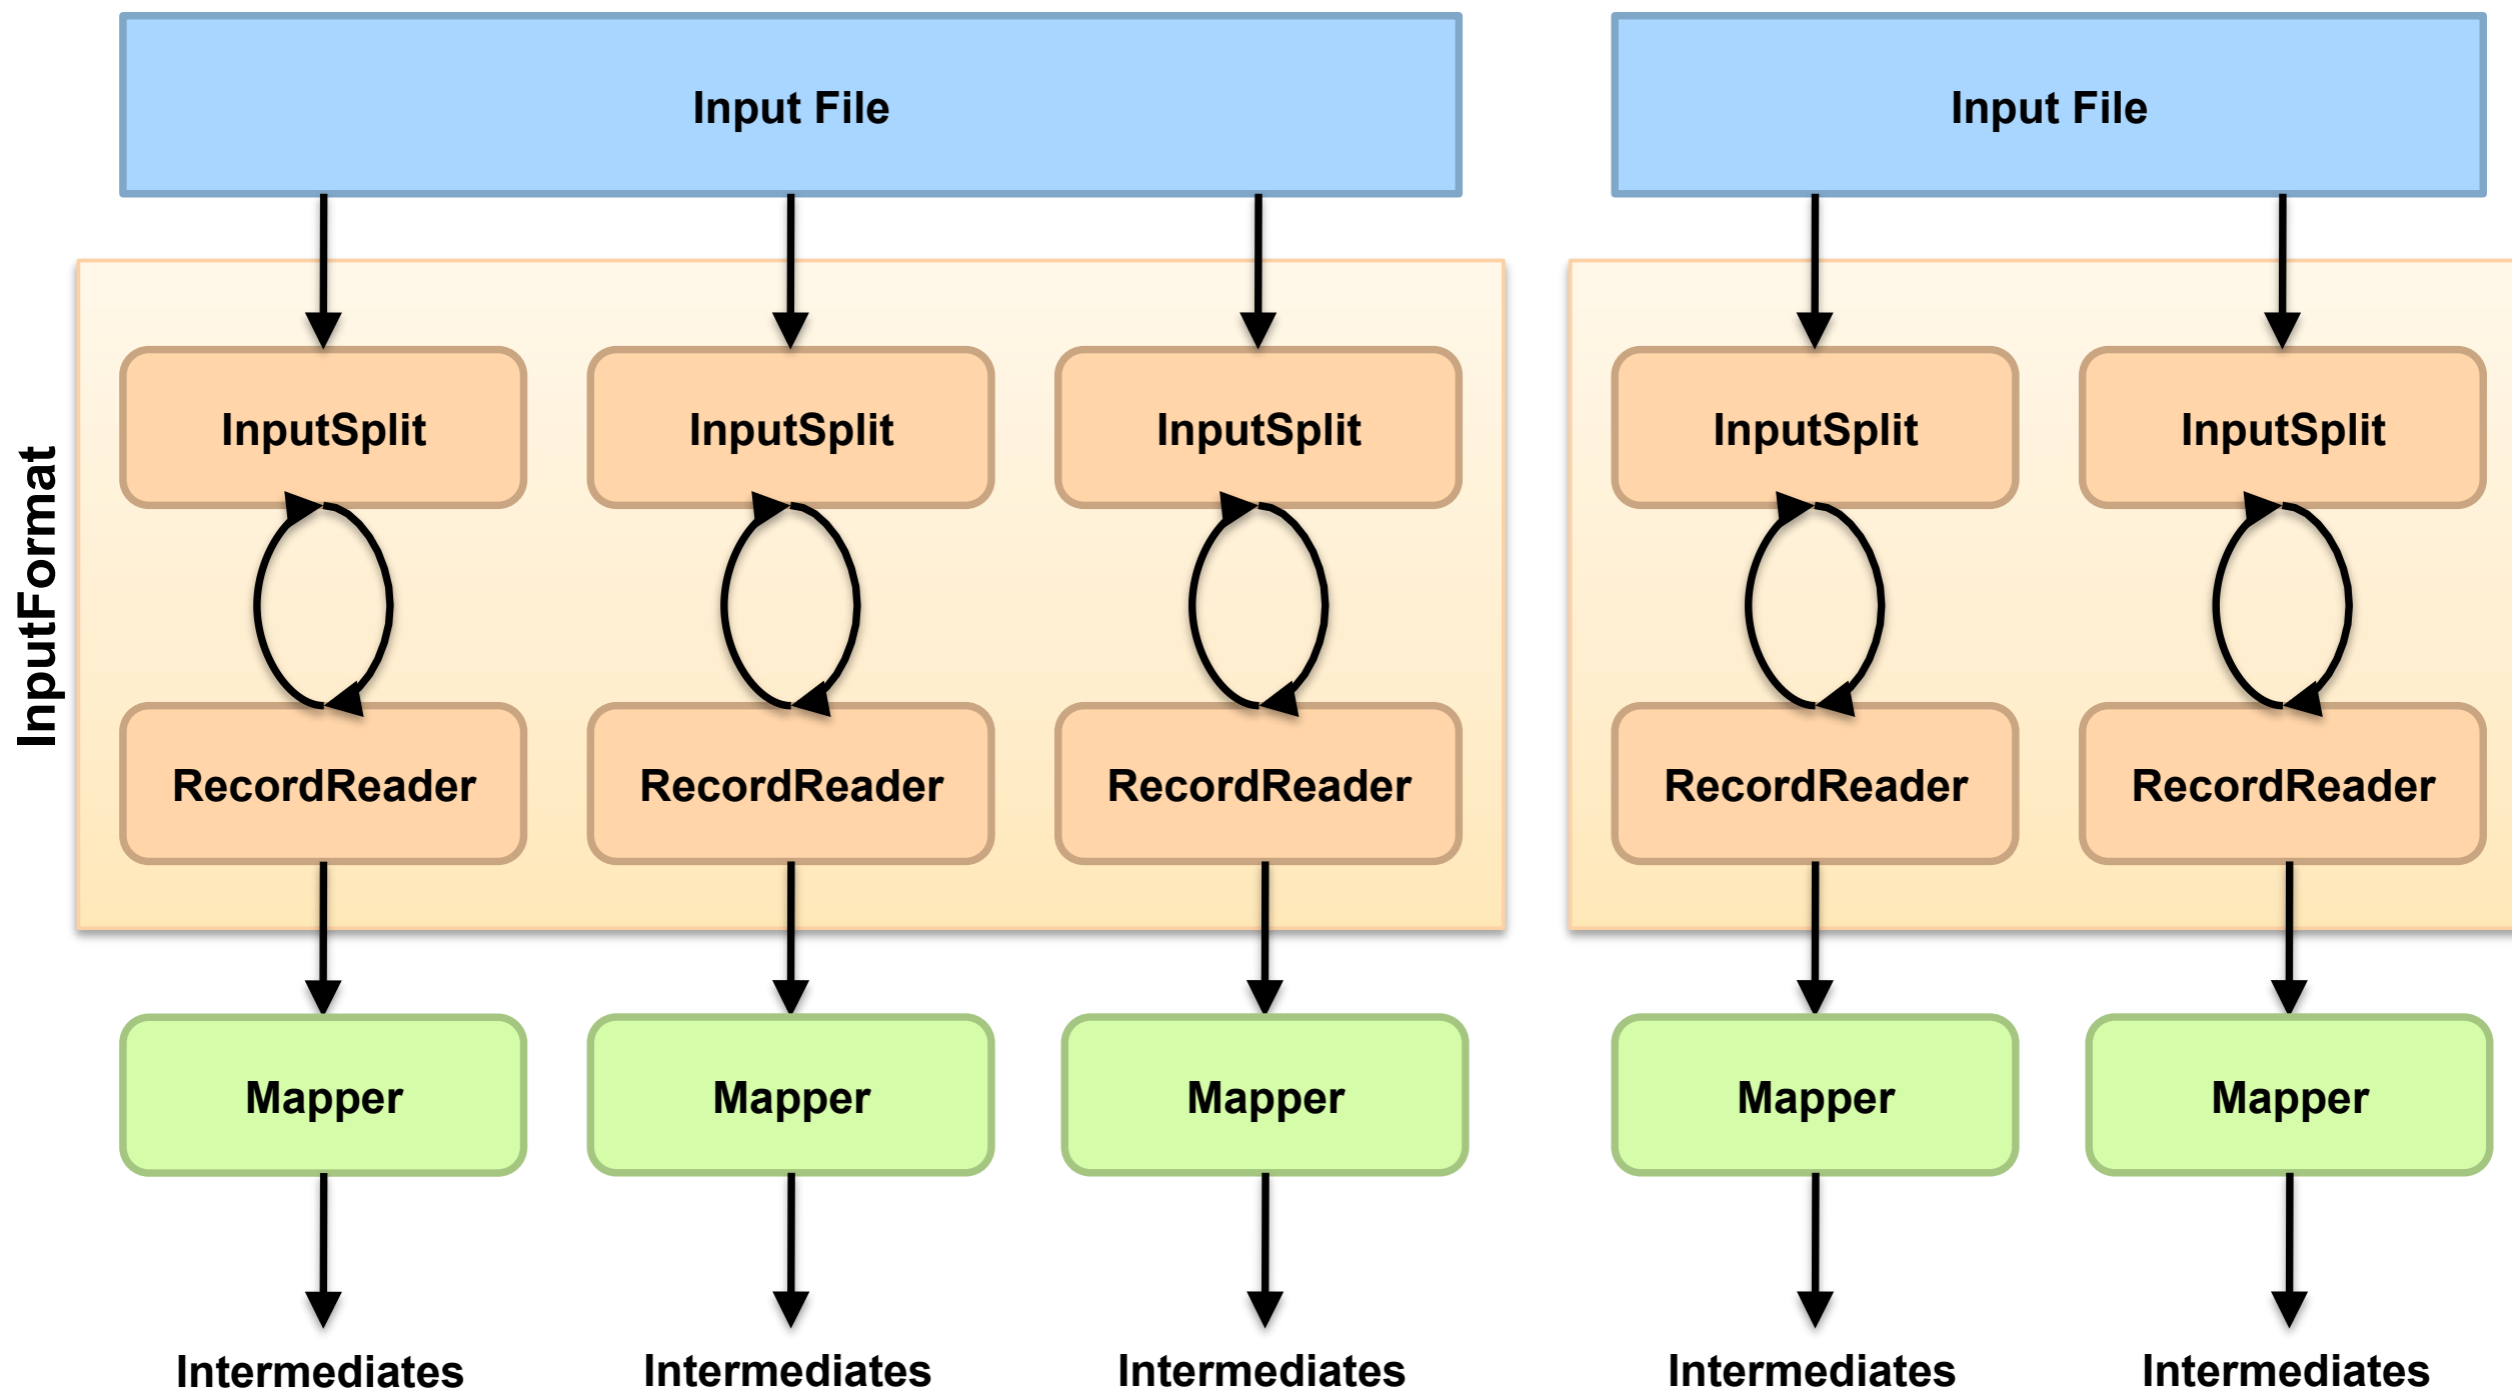 Input File
Input File
InputSplit
InputSplit
InputSplit
InputSplit
InputSplit
InputFormat
RecordReader
RecordReader
RecordReader
RecordReader
RecordReader
Mapper
Mapper
Mapper
Mapper
Mapper
Intermediates
Intermediates
Intermediates
Intermediates
Intermediates